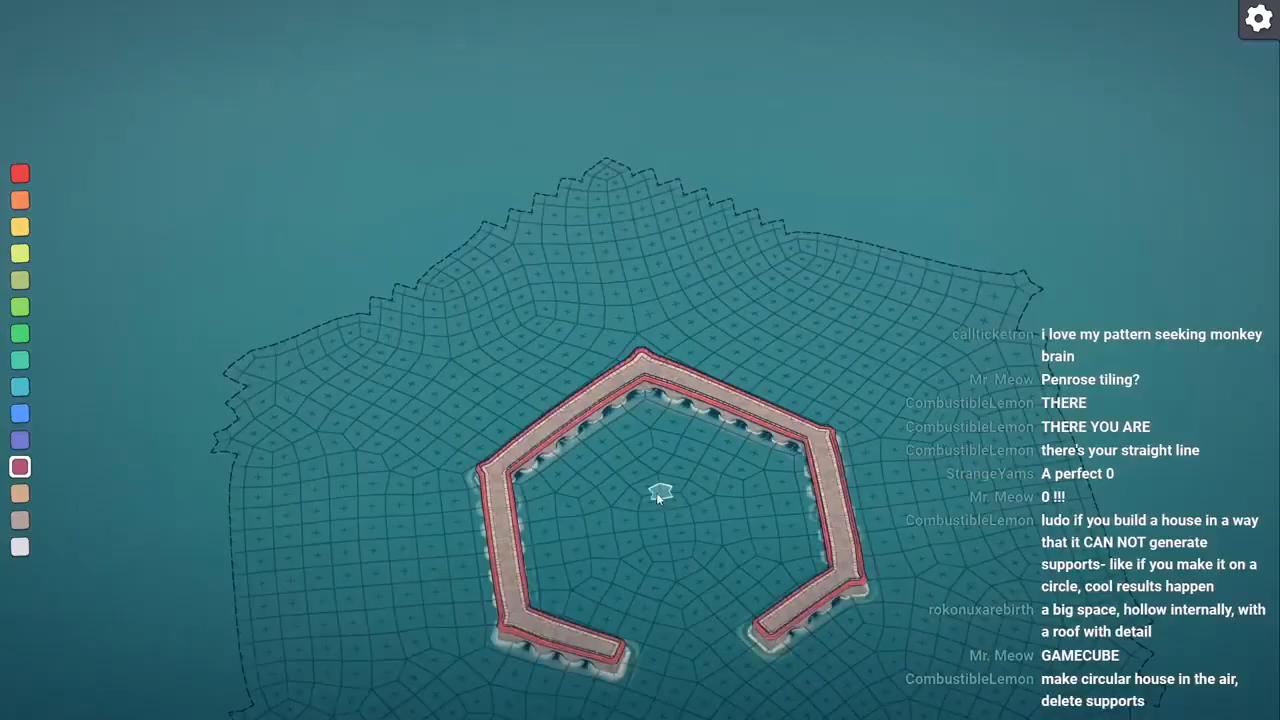 callticketron i love my pattern seeking monkey
brain
Mr. Meow Penrose tiling?
CombustibleLemon THERE
CombustibleLemon THERE YOU ARE
CombustibleLemon there's your straight line
StrangeYams A perfect 0
Mr. Meow 0 !!!
CombustibleLemon ludo if you build a house in a way
that it CAN NOT generate
supports- like if you make it on a
circle, cool results happen
rokonuxarebirth a big space, hollow internally, with
a roof with detail
Mr. Meow GAMECUBE
CombustibleLemon make circular house in the air,
delete supports